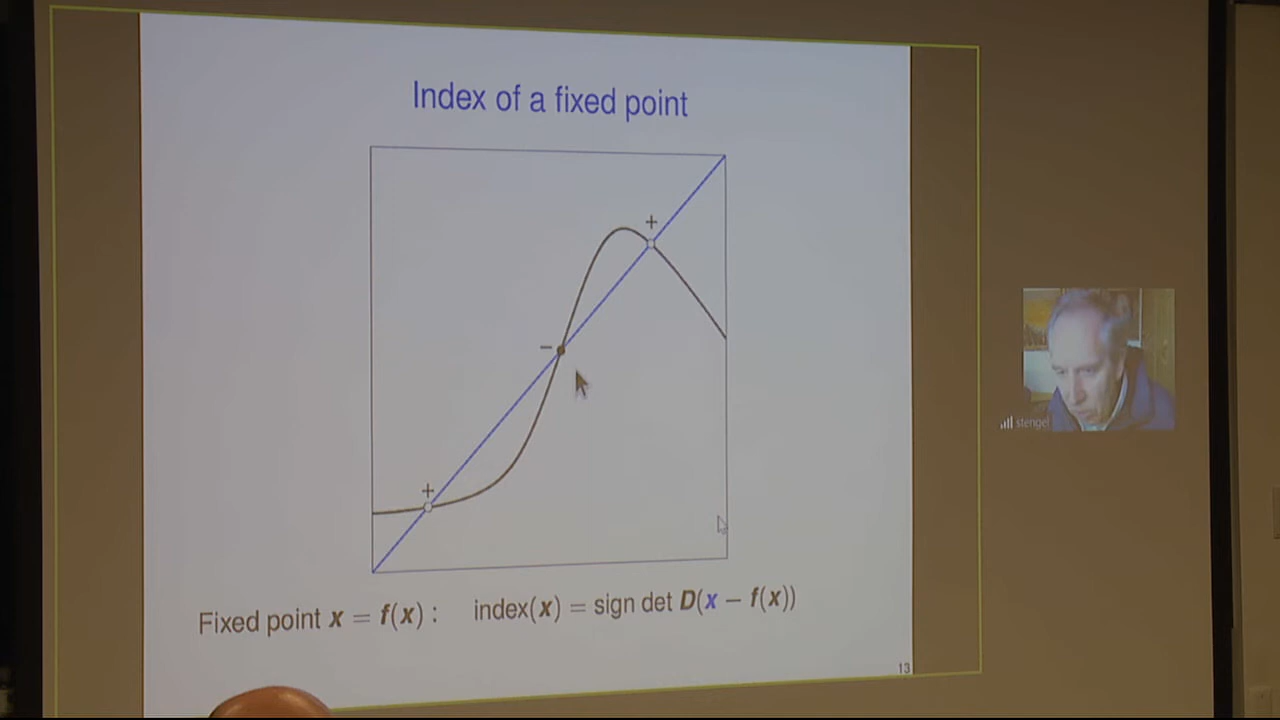 Index of a fixed point
+
−
+
Fixed point x = f(x) : index(x) = sign det D(x − f(x))
13
stengel